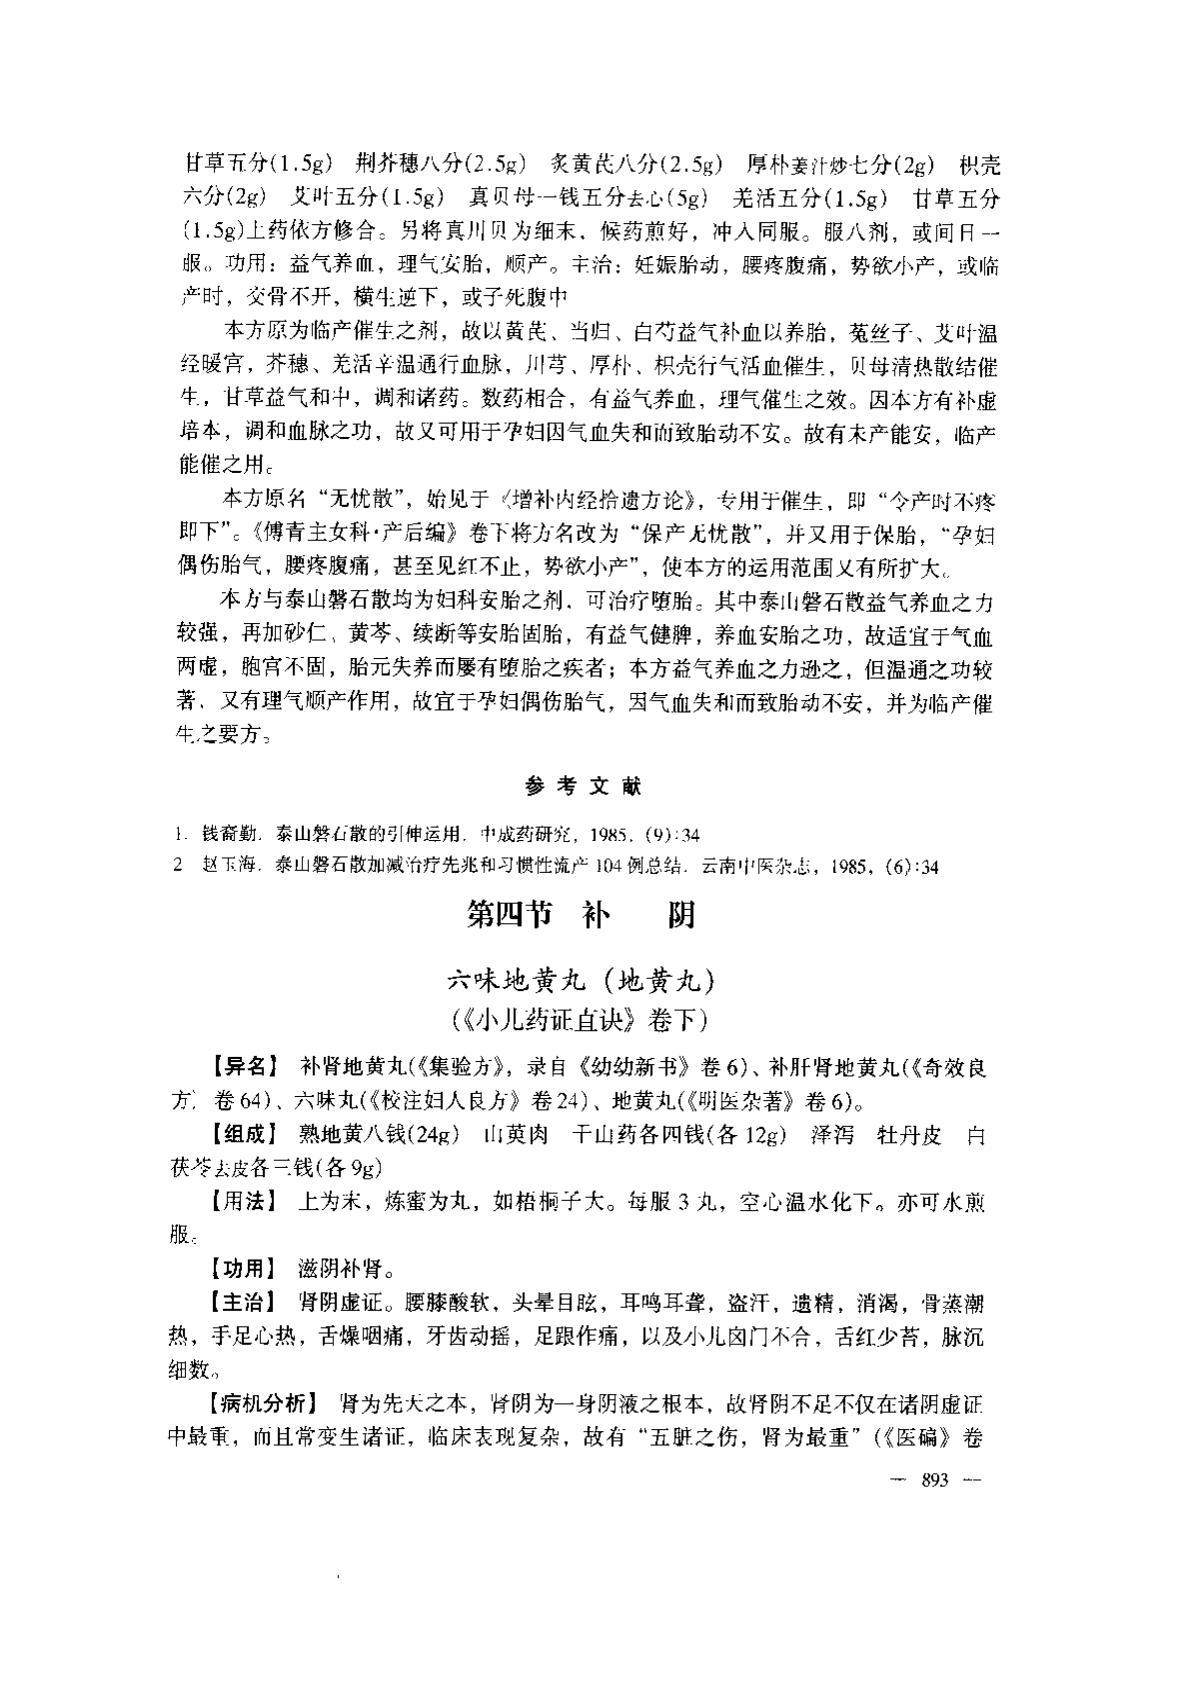 甘草五分(1.5g) 荆芥穗八分(2.5g) 炙黄芪八分(2.5g) 厚朴姜汁炒七分(2g) 枳壳
六分(2g) 艾叶五分(1.5g) 真贝母一钱五分去心(5g) 羌活五分(1.5g) 甘草五分
(1.5g)上药依方修合。另将真川贝为细末，候药煎好，冲入同服。服八剂，或间日一
服。功用：益气养血，理气安胎，顺产。主治：妊娠胎动，腰疼腹痛，势欲小产，或临
产时，交骨不开，横生逆下，或子死腹中
本方原为临产催生之剂，故以黄芪、当归、白芍益气补血以养胎，菟丝子、艾叶温
经暖宫，芥穗、羌活辛温通行血脉，川芎、厚朴、枳壳行气活血催生，贝母清热散结催
生，甘草益气和中，调和诸药。数药相合，有益气养血，理气催生之效。因本方有补虚
培本，调和血脉之功，故又可用于孕妇因气血失和而致胎动不安。故有未产能安，临产
能催之用。
本方原名“无忧散”，始见于《增补内经拾遗方论》，专用于催生，即“令产时不疼
即下”。《傅青主女科·产后编》卷下将方名改为“保产无忧散”，并又用于保胎，“孕妇
偶伤胎气，腰疼腹痛，甚至见红不止，势欲小产”，使本方的运用范围又有所扩大。
本方与泰山磐石散均为妇科安胎之剂，可治疗堕胎。其中泰山磐石散益气养血之力
较强，再加砂仁、黄芩、续断等安胎固胎，有益气健脾，养血安胎之功，故适宜于气血
两虚，胞宫不固，胎元失养而屡有堕胎之疾者；本方益气养血之力逊之，但温通之功较
著，又有理气顺产作用，故宜于孕妇偶伤胎气，因气血失和而致胎动不安，并为临产催
生之要方。
参考文献
1. 钱裔勤．泰山磐石散的引伸运用．中成药研究，1985，(9):34
2 赵玉海．泰山磐石散加减治疗先兆和习惯性流产104例总结．云南中医杂志，1985，(6):34
第四节 补 阴
六味地黄丸（地黄丸）
(《小儿药证直诀》卷下)
【异名】 补肾地黄丸(《集验方》，录自《幼幼新书》卷6)、补肝肾地黄丸(《奇效良
方》卷64)、六味丸(《校注妇人良方》卷24)、地黄丸(《明医杂著》卷6)。
【组成】 熟地黄八钱(24g) 山萸肉 干山药各四钱(各12g) 泽泻 牡丹皮 白
茯苓去皮各三钱(各9g)
【用法】 上为末，炼蜜为丸，如梧桐子大。每服3丸，空心温水化下。亦可水煎
服。
【功用】 滋阴补肾。
【主治】 肾阴虚证。腰膝酸软，头晕目眩，耳鸣耳聋，盗汗，遗精，消渴，骨蒸潮
热，手足心热，舌燥咽痛，牙齿动摇，足跟作痛，以及小儿囟门不合，舌红少苔，脉沉
细数。
【病机分析】 肾为先天之本，肾阴为一身阴液之根本，故肾阴不足不仅在诸阴虚证
中最重，而且常变生诸证，临床表现复杂，故有“五脏之伤，肾为最重”(《医碥》卷
— 893 —